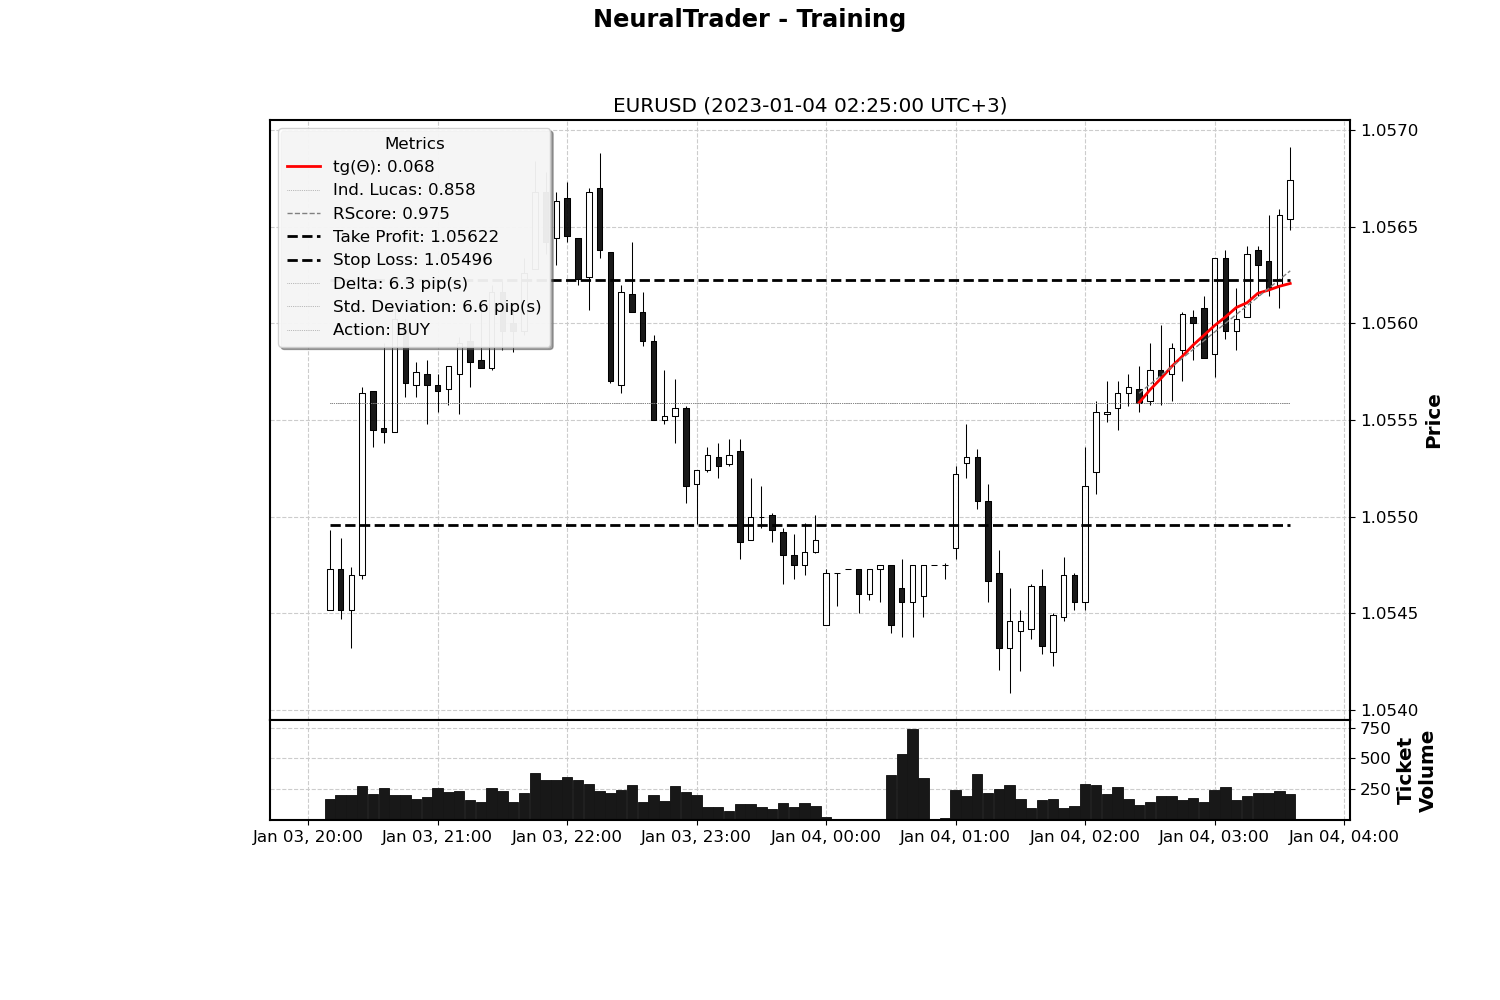 NeuralTrader - Training
EURUSD (2023-01-04 02:25:00 UTC+3)
Metrics
tg(Θ): 0.068
Ind. Lucas: 0.858
RScore: 0.975
Take Profit: 1.05622
Stop Loss: 1.05496
Delta: 6.3 pip(s)
Std. Deviation: 6.6 pip(s)
Action: BUY
1.0570
1.0565
1.0560
1.0555
1.0550
1.0545
1.0540
Price
750
500
250
Ticket
Volume
Jan 03, 20:00
Jan 03, 21:00
Jan 03, 22:00
Jan 03, 23:00
Jan 04, 00:00
Jan 04, 01:00
Jan 04, 02:00
Jan 04, 03:00
Jan 04, 04:00